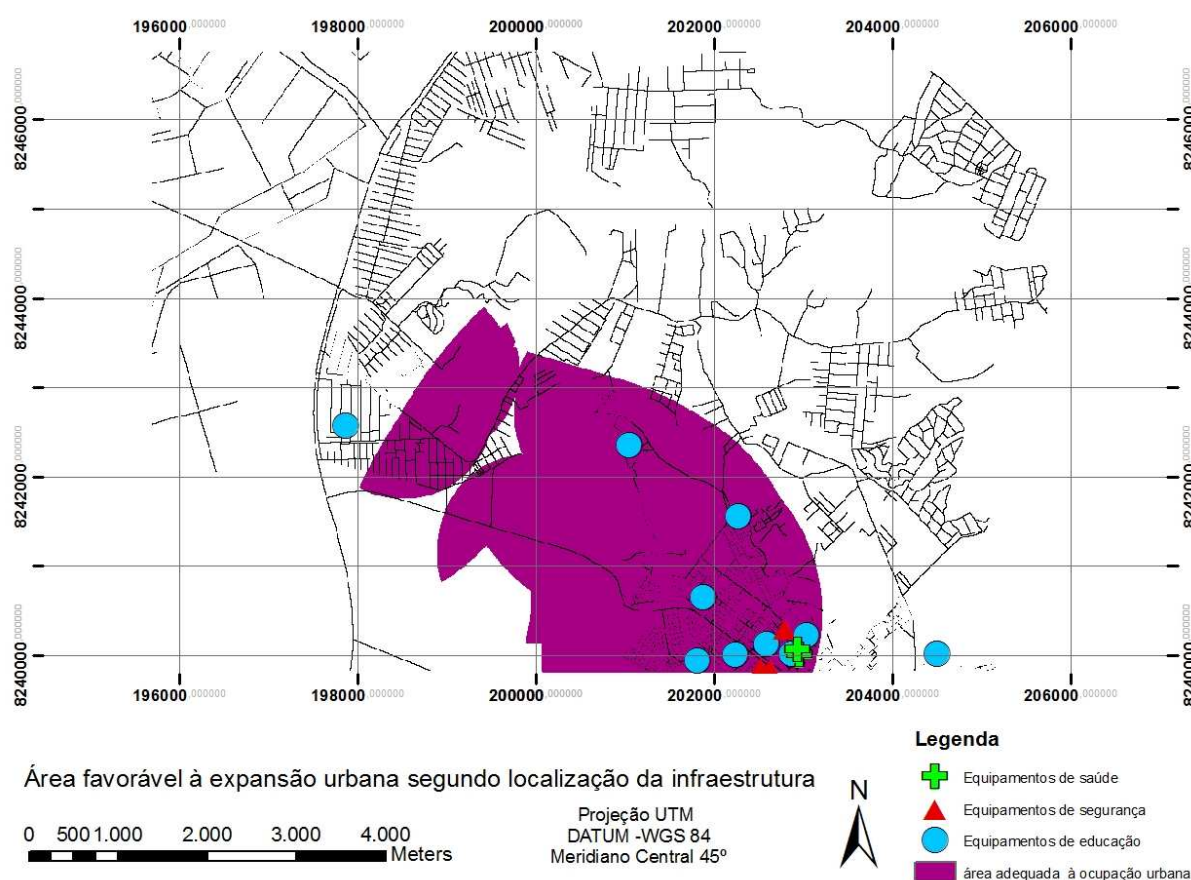 196000,000000 198000,000000 200000,000000 202000,000000 204000,000000 206000,000000
8246000,000000 8246000,000000
8244000,000000 8244000,000000
8242000,000000 8242000,000000
8240000,000000 8240000,000000
196000,000000 198000,000000 200000,000000 202000,000000 204000,000000 206000,000000
Área favorável à expansão urbana segundo localização da infraestrutura
0 500 1.000 2.000 3.000 4.000
Meters
Projeção UTM
DATUM -WGS 84
Meridiano Central 45º
N
Legenda
Equipamentos de saúde
Equipamentos de segurança
Equipamentos de educação
área adequada à ocupação urbana